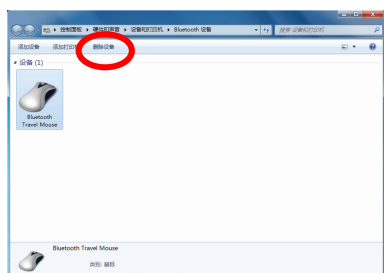 控制面板 ▸ 硬件和声音 ▸ 设备和打印机 ▸ Bluetooth 设备
搜索 设备和打印机
添加设备 添加打印机 删除设备
设备 (1)
Bluetooth
Travel Mouse
Bluetooth Travel Mouse
类别: 鼠标